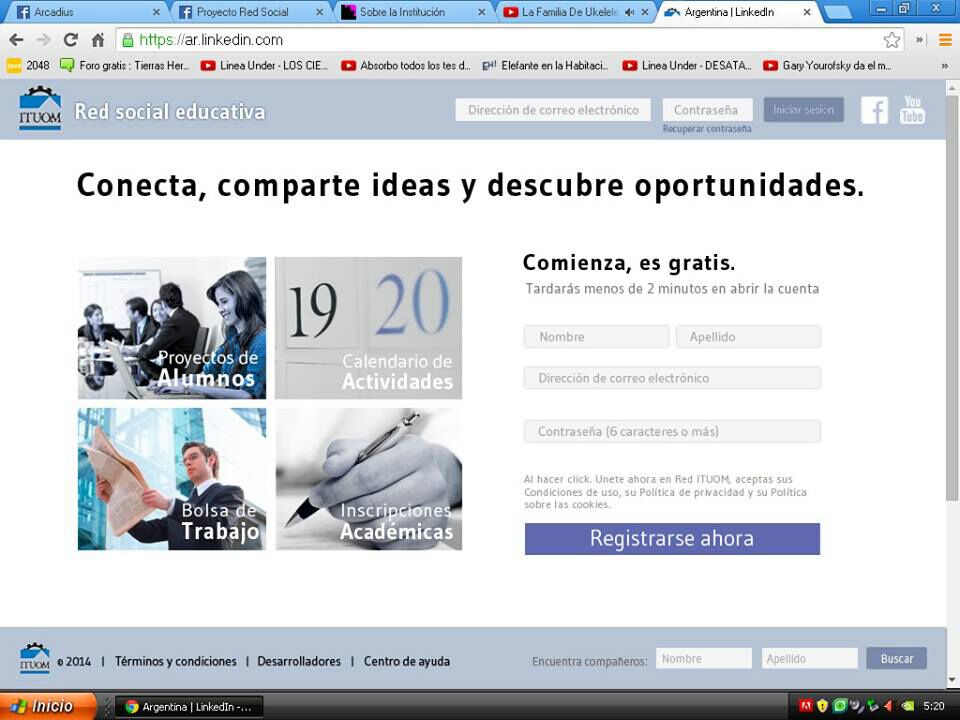 Arcadius
Proyecto Red Social
Sobre la Institución
La Familia De Ukelele
Argentina | LinkedIn
https://ar.linkedin.com
2048
Foro gratis : Tierras Her...
Linea Under - LOS CIE...
Absorbo todos los tes d...
EH!
Elefante en la Habitaci...
Linea Under - DESATA...
Gary Yourofsky da el m...
»
ITUOM
Red social educativa
Dirección de correo electrónico
Contraseña
Iniciar sesión
You
Tube
Recuperar contraseña
Conecta, comparte ideas y descubre oportunidades.
Comienza, es gratis.
Tardarás menos de 2 minutos en abrir la cuenta
19
20
Proyectos de
Alumnos
Calendario de
Actividades
Nombre
Apellido
Dirección de correo electrónico
Contraseña (6 caracteres o más)
Bolsa de
Trabajo
Inscripciones
Académicas
Al hacer click. Unete ahora en Red ITUOM, aceptas sus
Condiciones de uso, su Política de privacidad y su Política
sobre las cookies.
Registrarse ahora
ITUOM
© 2014 | Términos y condiciones | Desarrolladores | Centro de ayuda
Encuentra compañeros:
Nombre
Apellido
Buscar
Inicio
Argentina | LinkedIn -...
5:20